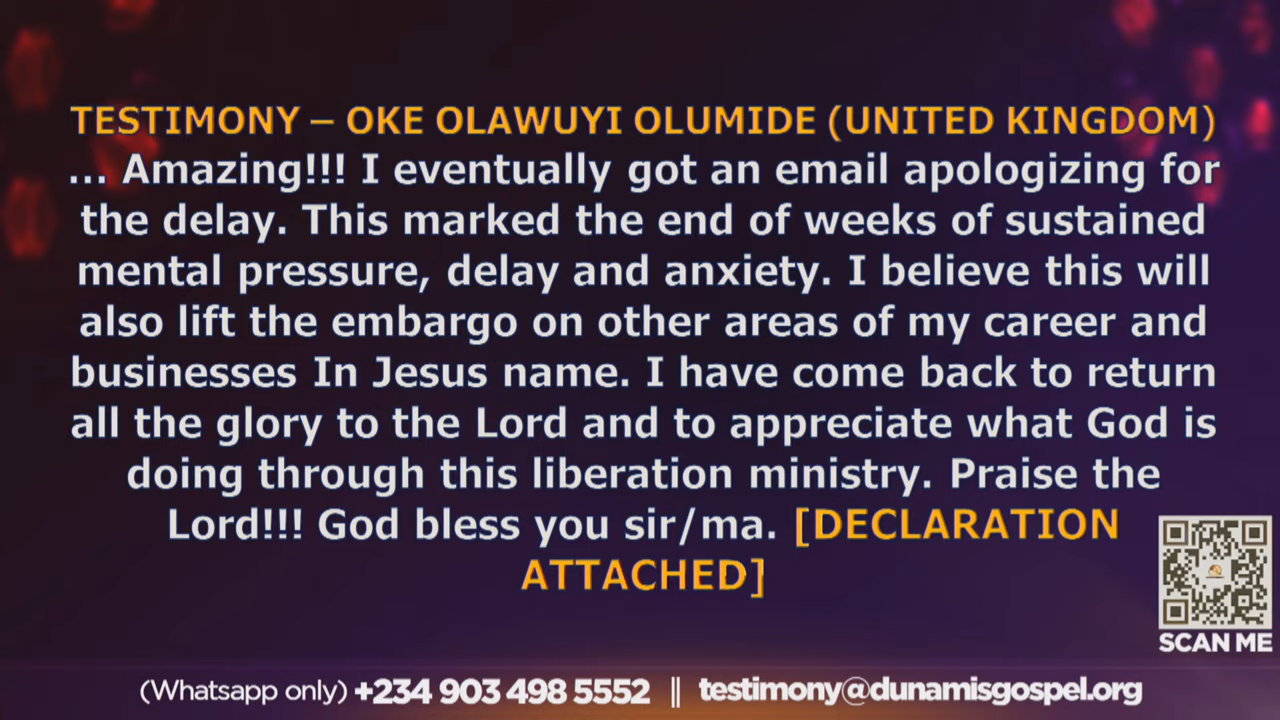 TESTIMONY – OKE OLAWUYI OLUMIDE (UNITED KINGDOM)
... Amazing!!! I eventually got an email apologizing for
the delay. This marked the end of weeks of sustained
mental pressure, delay and anxiety. I believe this will
also lift the embargo on other areas of my career and
businesses In Jesus name. I have come back to return
all the glory to the Lord and to appreciate what God is
doing through this liberation ministry. Praise the
Lord!!! God bless you sir/ma. [DECLARATION
ATTACHED]
SCAN ME
(Whatsapp only) +234 903 498 5552 || testimony@dunamisgospel.org